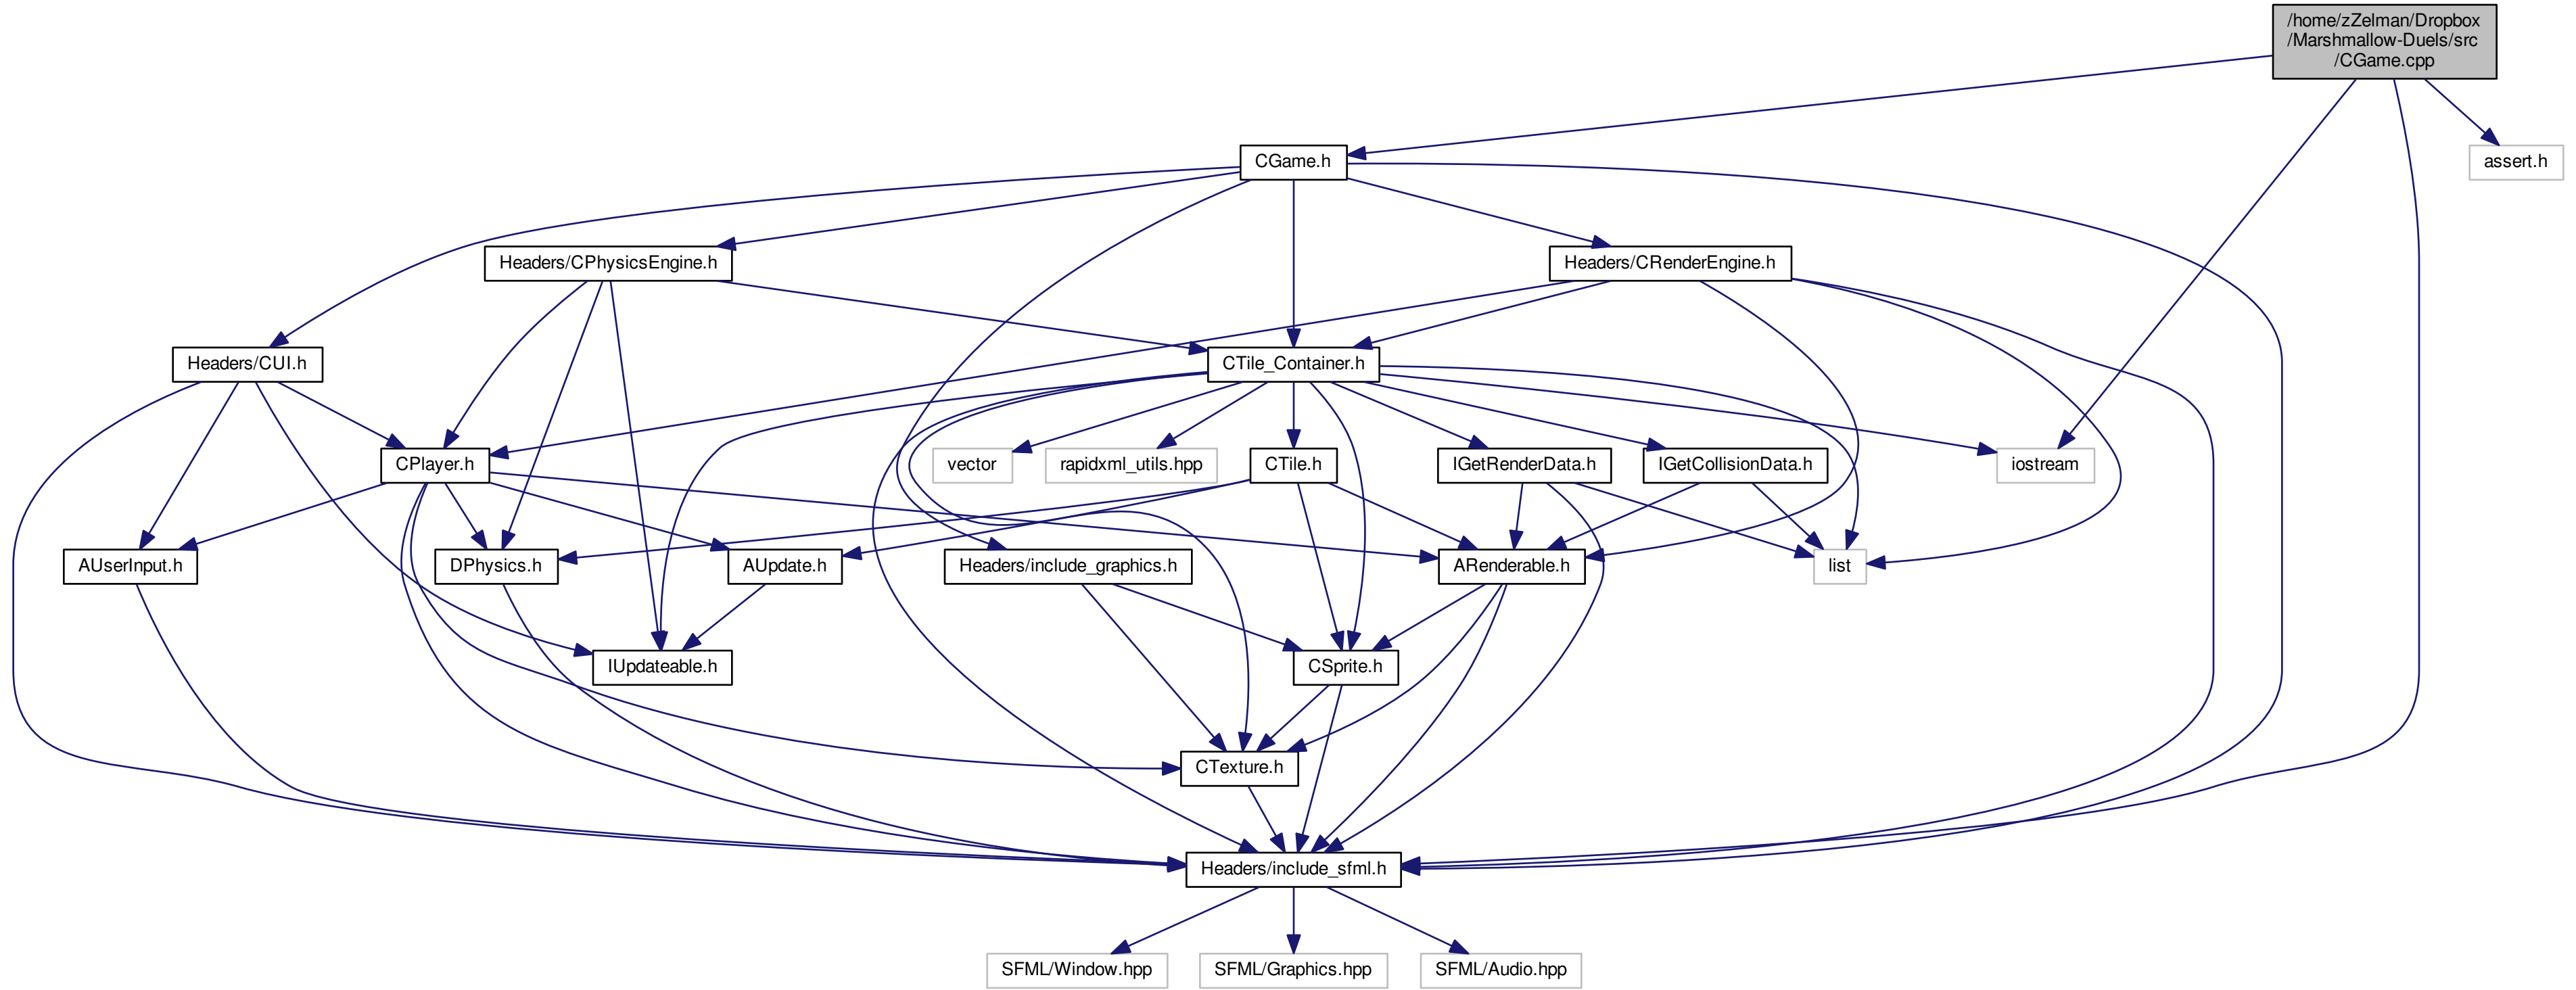 /home/zZelman/Dropbox
/Marshmallow-Duels/src
/CGame.cpp
CGame.h
assert.h
Headers/CPhysicsEngine.h
Headers/CRenderEngine.h
Headers/CUI.h
CTile_Container.h
CPlayer.h
vector
rapidxml_utils.hpp
CTile.h
IGetRenderData.h
IGetCollisionData.h
iostream
AUserInput.h
DPhysics.h
AUpdate.h
Headers/include_graphics.h
ARenderable.h
list
IUpdateable.h
CSprite.h
CTexture.h
Headers/include_sfml.h
SFML/Window.hpp
SFML/Graphics.hpp
SFML/Audio.hpp